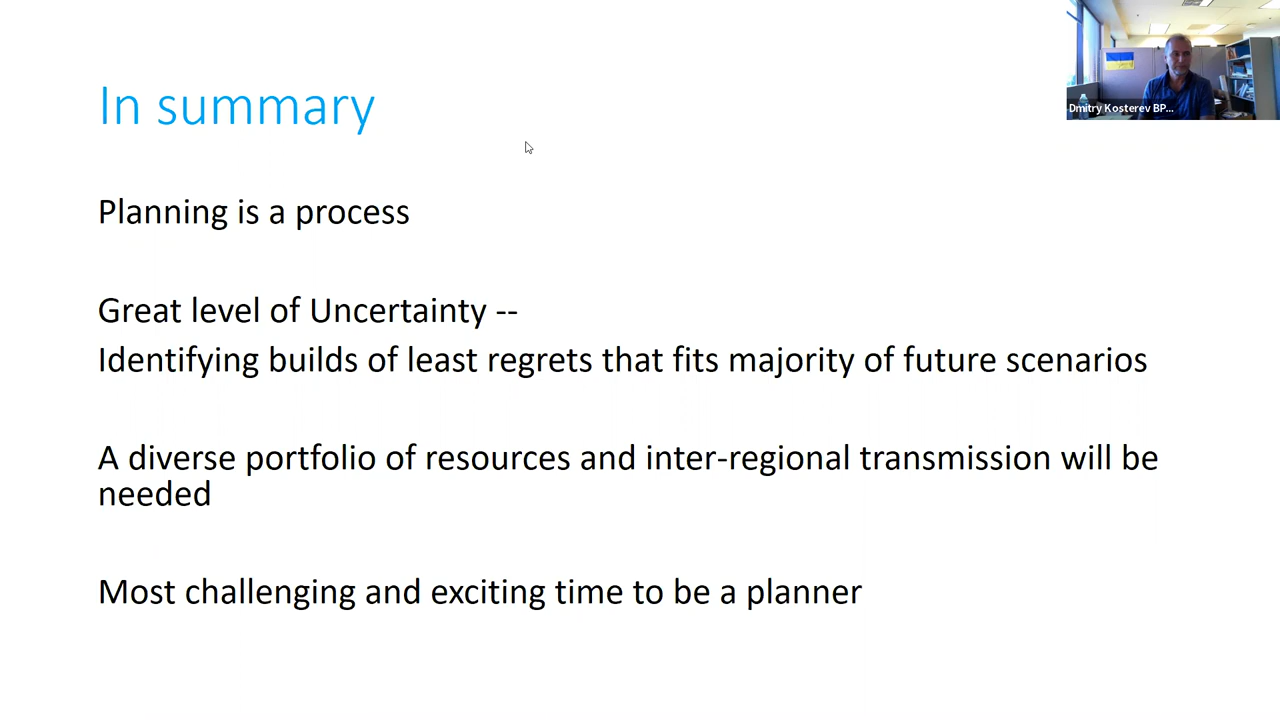 In summary
Dmitry Kosterev BP...
Planning is a process
Great level of Uncertainty --
Identifying builds of least regrets that fits majority of future scenarios
A diverse portfolio of resources and inter-regional transmission will be
needed
Most challenging and exciting time to be a planner